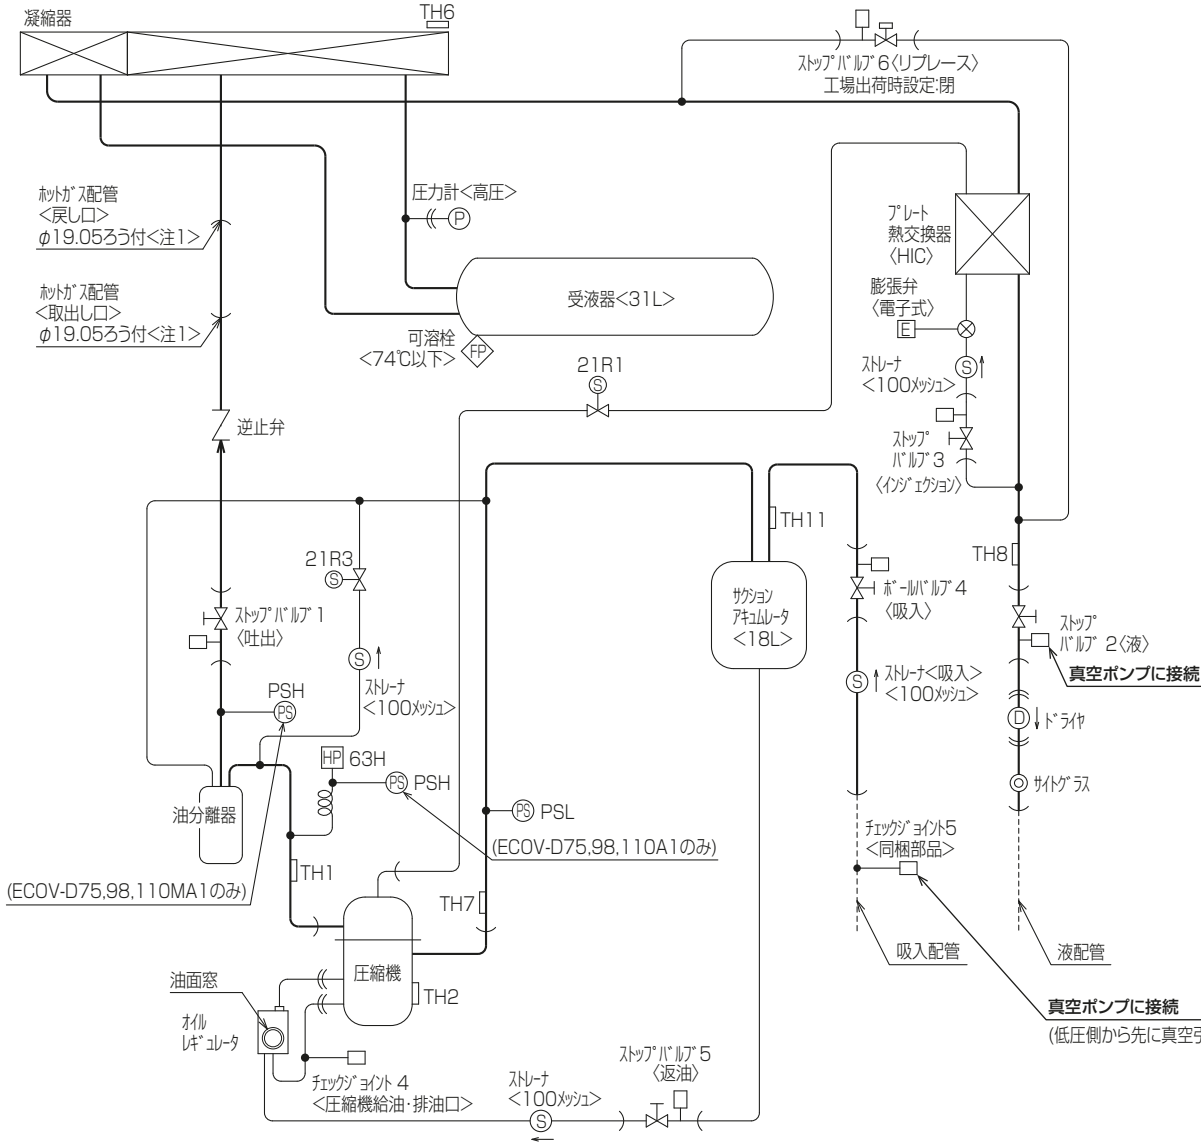 凝縮器
TH6
ストップバルブ6〈リプレース〉
工場出荷時設定:閉
ホットガス配管
<戻し口>
φ19.05ろう付<注1>
圧力計<高圧>
P
プレート
熱交換器
〈HIC〉
ホットガス配管
<取出し口>
φ19.05ろう付<注1>
受液器<31L>
膨張弁
〈電子式〉
E
可溶栓
<74℃以下>
FP
21R1
S
ストレーナ
<100メッシュ>
S
逆止弁
ストップ
バルブ3
〈インジェクション〉
TH11
TH8
21R3
S
サクション
アキュムレータ
<18L>
ボールバルブ4
〈吸入〉
ストップバルブ1
〈吐出〉
ストップ
バルブ2〈液〉
真空ポンプに接続
S
ストレーナ
<100メッシュ>
S
ストレーナ<吸入>
<100メッシュ>
PSH
PS
D
ドライヤ
HP
63H
PS
PSH
サイトグラス
油分離器
PS
PSL
チェックジョイント5
<同梱部品>
(ECOV-D75,98,110A1のみ)
TH1
(ECOV-D75,98,110MA1のみ)
TH7
吸入配管
液配管
圧縮機
油面窓
TH2
真空ポンプに接続
(低圧側から先に真空引
オイル
レギュレータ
チェックジョイント4
<圧縮機給油・排油口>
ストレーナ
<100メッシュ>
S
ストップバルブ5
〈返油〉